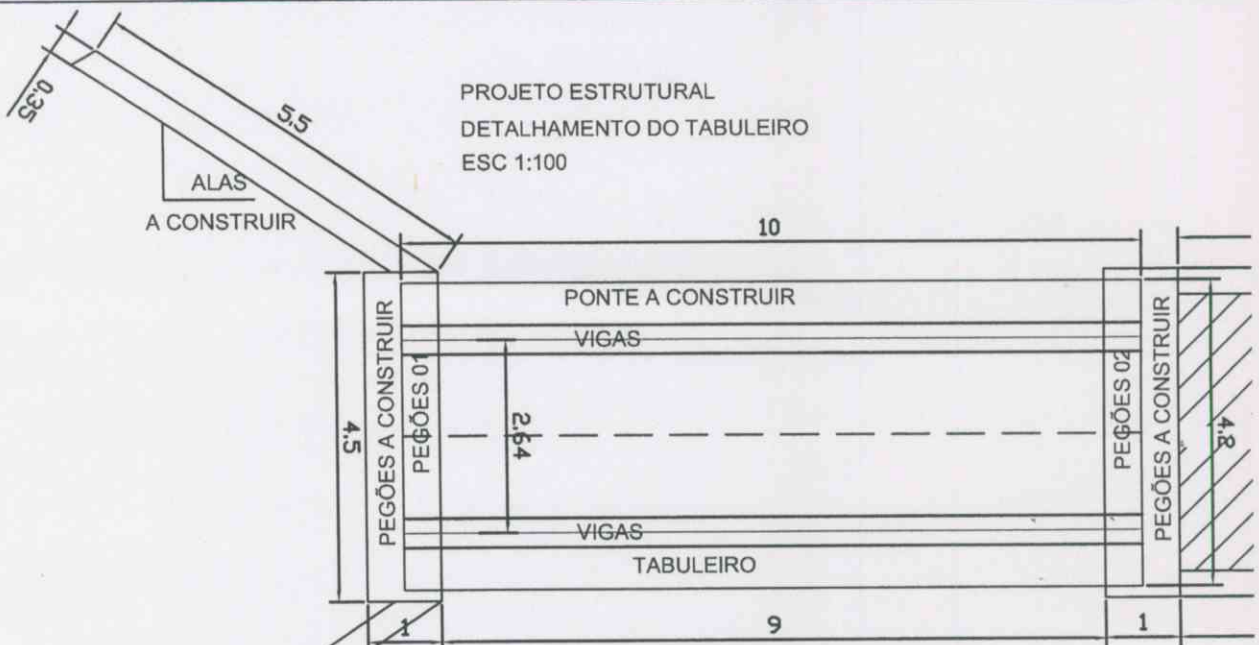 PROJETO ESTRUTURAL
DETALHAMENTO DO TABULEIRO
ESC 1:100
0.35
5.5
ALAS
A CONSTRUIR
10
PONTE A CONSTRUIR
VIGAS
PEGÕES A CONSTRUIR
PEGÕES 01
4.5
2.64
PEGÕES 02
PEGÕES A CONSTRUIR
4.2
VIGAS
TABULEIRO
1
9
1